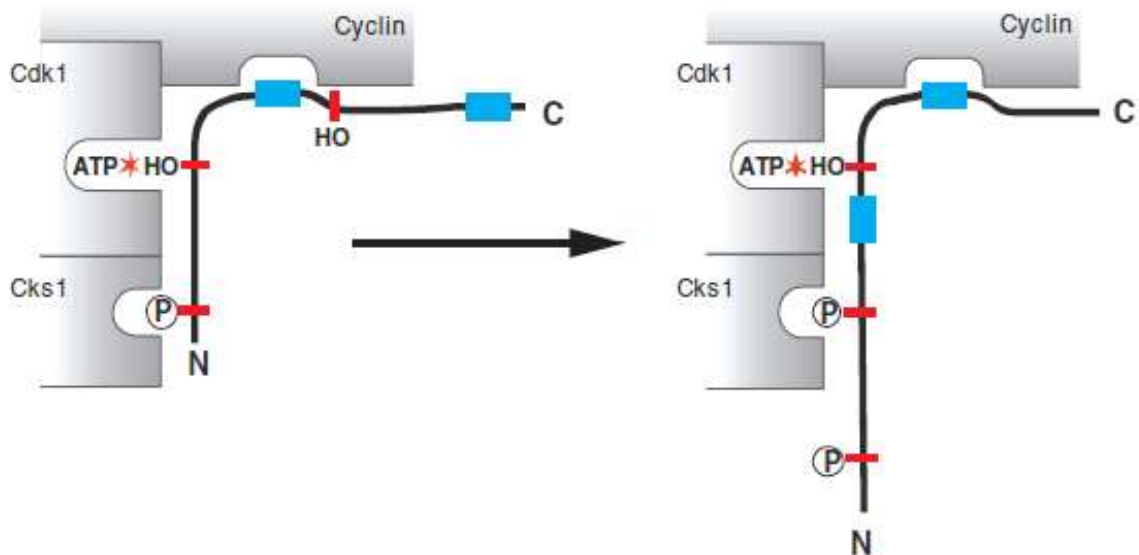 Cyclin
Cdk1
C
HO
ATP HO
Cks1
P
N
Cyclin
Cdk1
C
ATP HO
Cks1
P
P
N